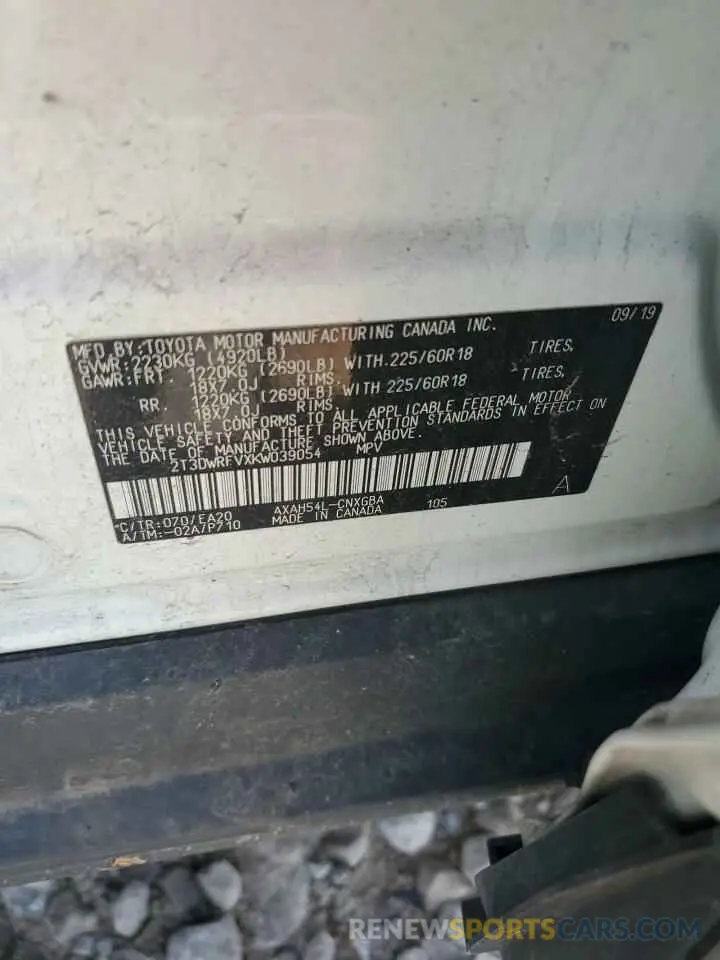 MFD.BY:TOYOTA MOTOR MANUFACTURING CANADA INC. 09/19
GVWR:2230KG (4920LB)
GAWR:FRT. 1220KG (2690LB) WITH 225/60R18 TIRES,
18X7.0J RIMS.
RR. 1220KG (2690LB) WITH 225/60R18 TIRES,
18X7.0J RIMS.
THIS VEHICLE CONFORMS TO ALL APPLICABLE FEDERAL MOTOR
VEHICLE SAFETY AND THEFT PREVENTION STANDARDS IN EFFECT ON
THE DATE OF MANUFACTURE SHOWN ABOVE.
2T3DWRFVXKW039054 MPV
C/TR:070/EA20 AXAH54L-CNXGBA 105 A
A/TM:-02A/P710 MADE IN CANADA
RENEWSPORTSCARS.COM